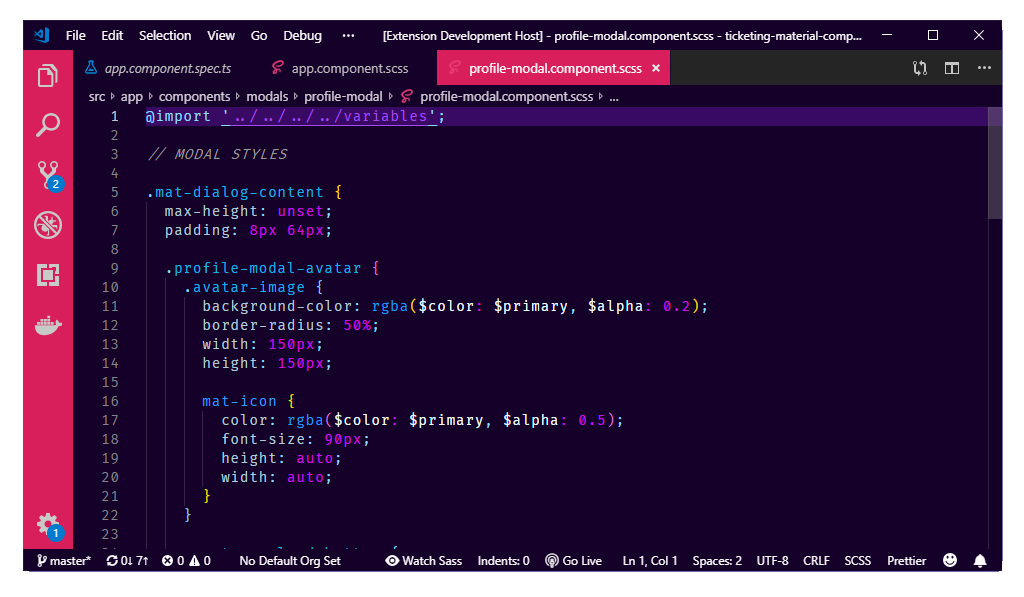 File Edit Selection View Go Debug ··· [Extension Development Host] - profile-modal.component.scss - ticketing-material-comp...
app.component.spec.ts app.component.scss profile-modal.component.scss ×
src › app › components › modals › profile-modal › profile-modal.component.scss › ...
1 @import '../../../../variables';
2
3 // MODAL STYLES
4
5 .mat-dialog-content {
6 max-height: unset;
7 padding: 8px 64px;
8
9 .profile-modal-avatar {
10 .avatar-image {
11 background-color: rgba($color: $primary, $alpha: 0.2);
12 border-radius: 50%;
13 width: 150px;
14 height: 150px;
15
16 mat-icon {
17 color: rgba($color: $primary, $alpha: 0.5);
18 font-size: 90px;
19 height: auto;
20 width: auto;
21 }
22 }
23
2
1
master* 0↓ 7↑ 0 0 No Default Org Set Watch Sass Indents: 0 Go Live Ln 1, Col 1 Spaces: 2 UTF-8 CRLF SCSS Prettier